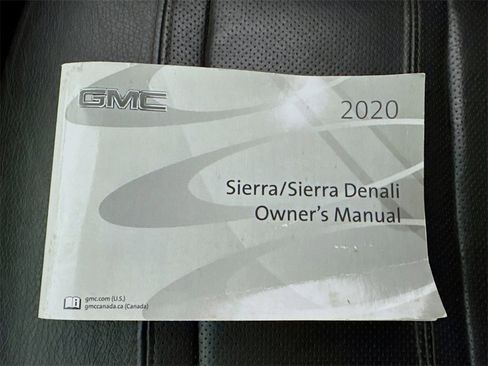 GMC
2020
Sierra/Sierra Denali
Owner's Manual
gmc.com (U.S.)
gmccanada.ca (Canada)